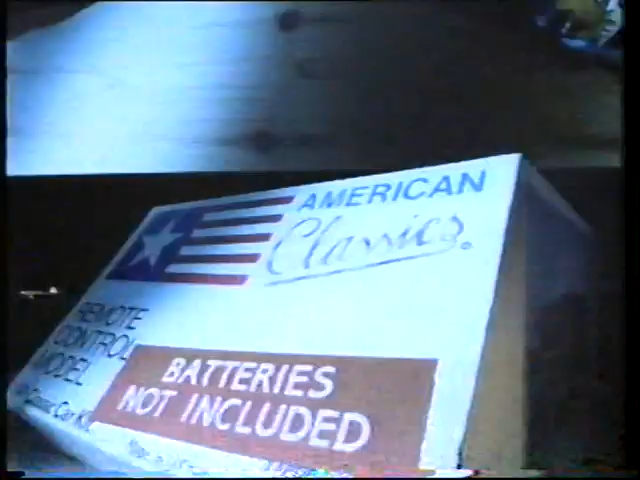 AMERICAN
Classics®
REMOTE
CONTROL
MODEL
BATTERIES
NOT INCLUDED